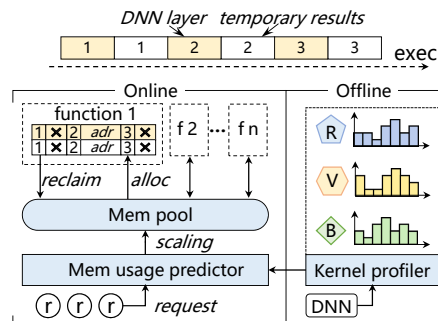 DNN layer temporary results
1 1 2 2 3 3
exec
Online Offline
function 1
1 × 2 adr 3 ×
1 × 2 adr 3 ×
f 2 ... f n
reclaim alloc
Mem pool
scaling
Mem usage predictor
r r r request
R
V
B
Kernel profiler
DNN